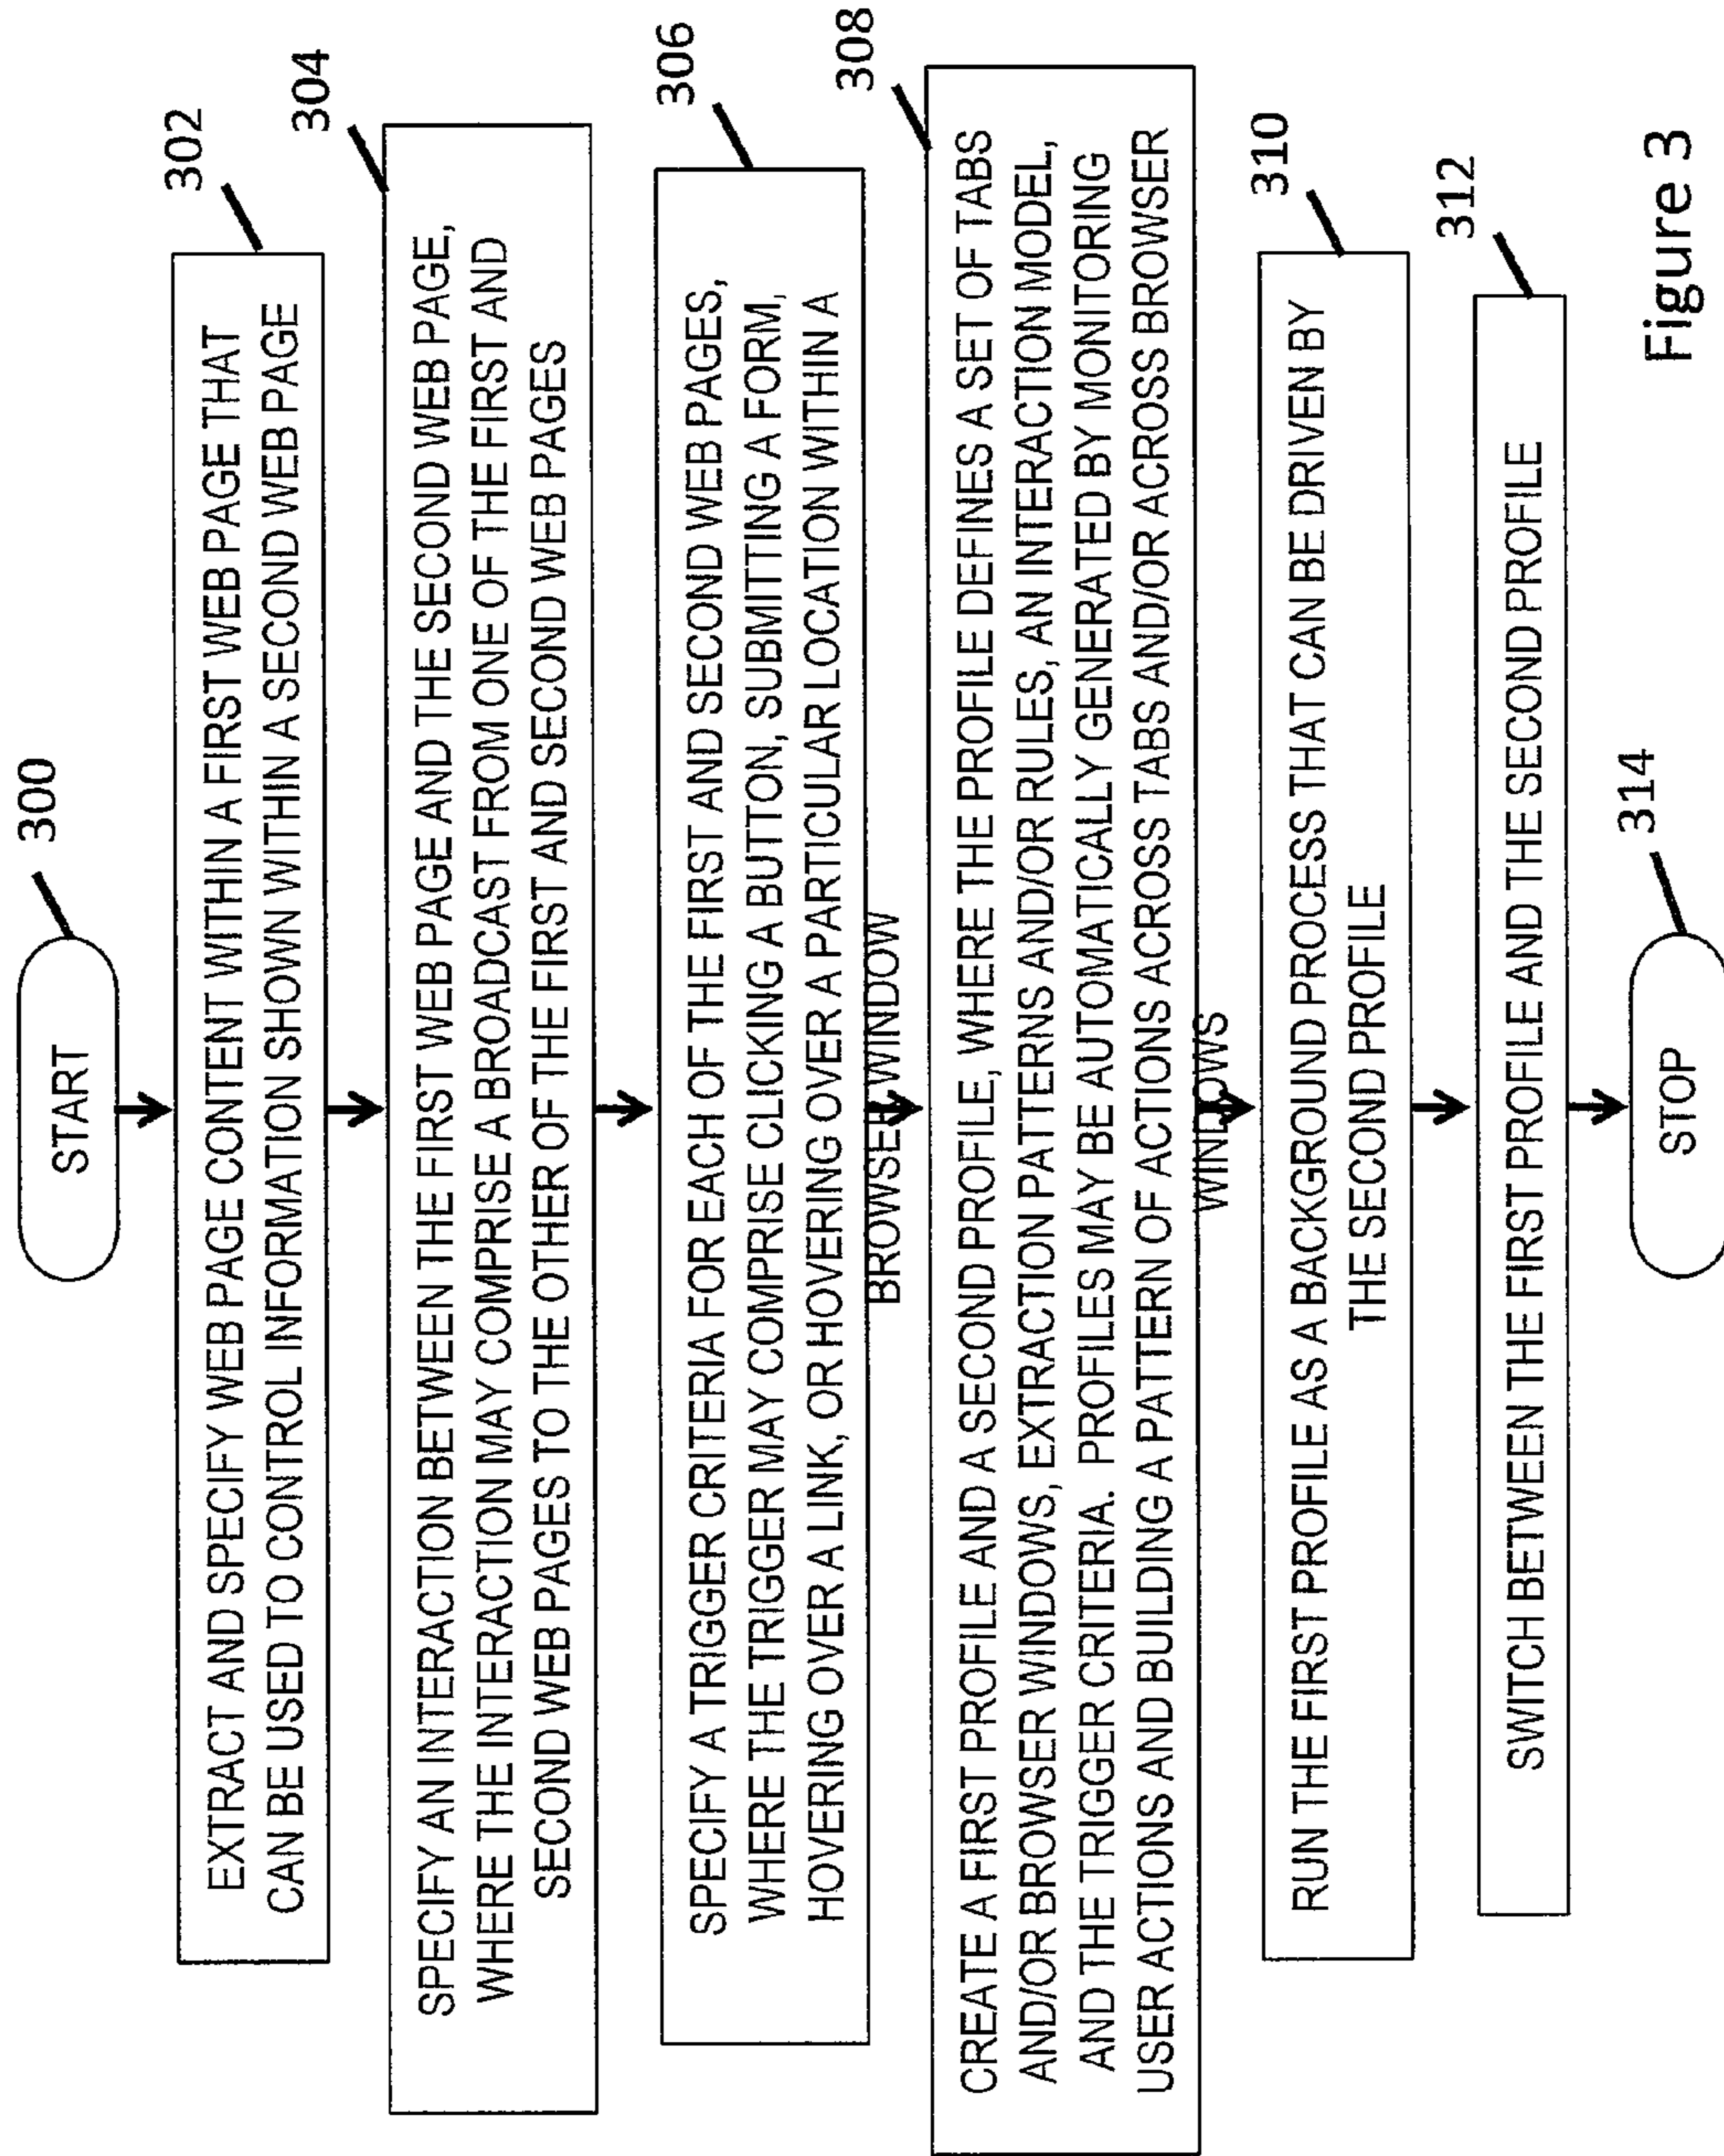 300
START
302
EXTRACT AND SPECIFY WEB PAGE CONTENT WITHIN A FIRST WEB PAGE THAT
CAN BE USED TO CONTROL INFORMATION SHOWN WITHIN A SECOND WEB PAGE
304
SPECIFY AN INTERACTION BETWEEN THE FIRST WEB PAGE AND THE SECOND WEB PAGE,
WHERE THE INTERACTION MAY COMPRISE A BROADCAST FROM ONE OF THE FIRST AND
SECOND WEB PAGES TO THE OTHER OF THE FIRST AND SECOND WEB PAGES
306
SPECIFY A TRIGGER CRITERIA FOR EACH OF THE FIRST AND SECOND WEB PAGES,
WHERE THE TRIGGER MAY COMPRISE CLICKING A BUTTON, SUBMITTING A FORM,
HOVERING OVER A LINK, OR HOVERING OVER A PARTICULAR LOCATION WITHIN A
BROWSER WINDOW
308
CREATE A FIRST PROFILE AND A SECOND PROFILE, WHERE THE PROFILE DEFINES A SET OF TABS
AND/OR BROWSER WINDOWS, EXTRACTION PATTERNS AND/OR RULES, AN INTERACTION MODEL,
AND THE TRIGGER CRITERIA. PROFILES MAY BE AUTOMATICALLY GENERATED BY MONITORING
USER ACTIONS AND BUILDING A PATTERN OF ACTIONS ACROSS TABS AND/OR ACROSS BROWSER
WINDOWS
310
RUN THE FIRST PROFILE AS A BACKGROUND PROCESS THAT CAN BE DRIVEN BY
THE SECOND PROFILE
312
SWITCH BETWEEN THE FIRST PROFILE AND THE SECOND PROFILE
314
STOP
Figure 3